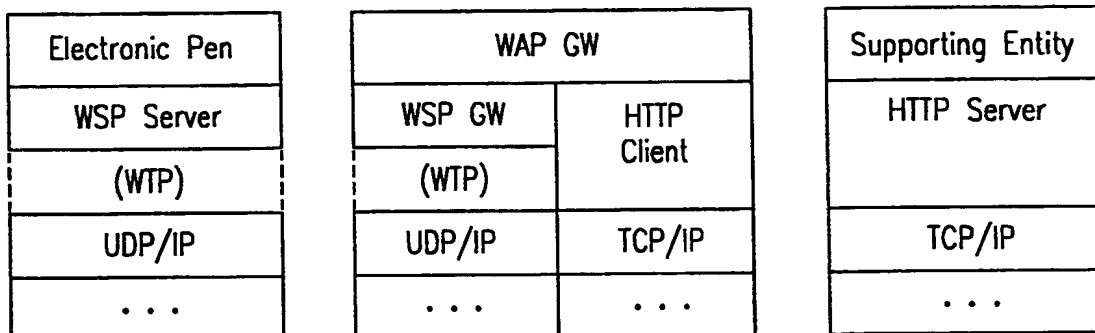 Electronic Pen
WSP Server
(WTP)
UDP/IP
. . .
WAP GW
WSP GW
HTTP
Client
(WTP)
UDP/IP
TCP/IP
. . .
. . .
Supporting Entity
HTTP Server
TCP/IP
. . .